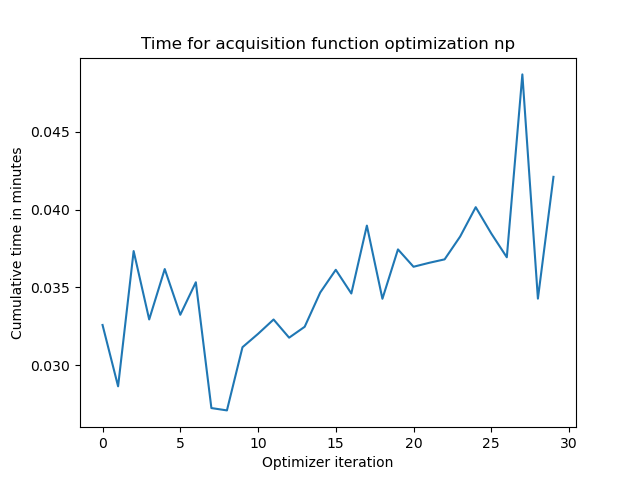 Time for acquisition function optimization np
Cumulative time in minutes
0.045
0.040
0.035
0.030
0 5 10 15 20 25 30
Optimizer iteration